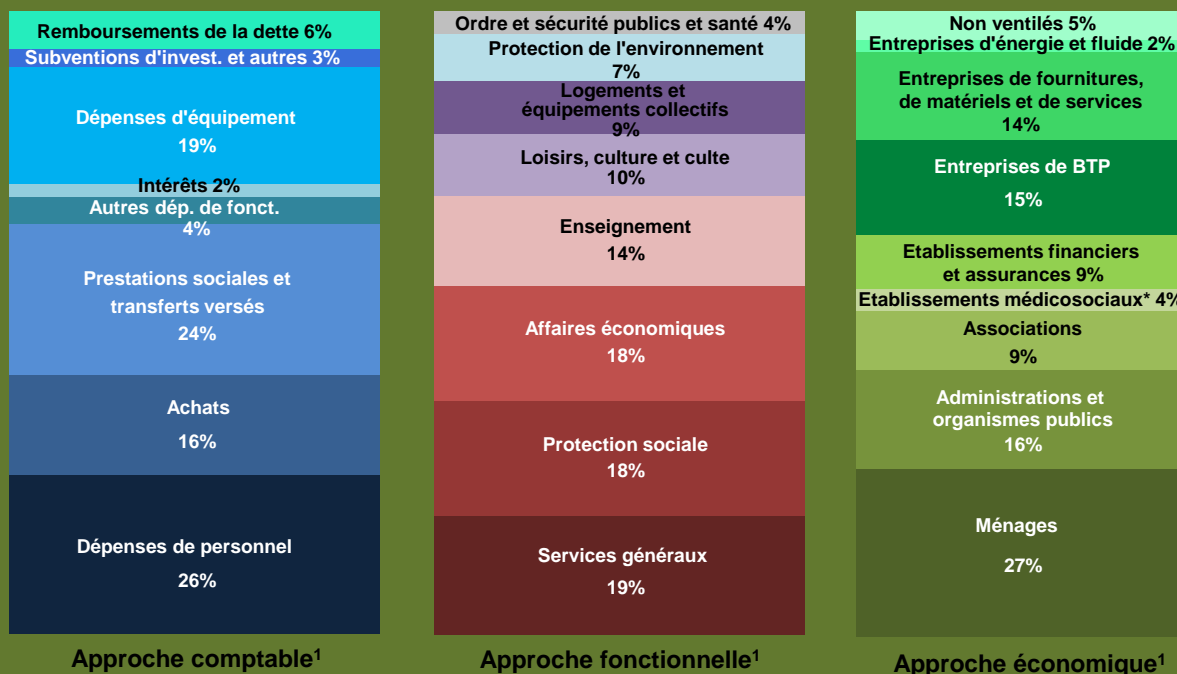 Remboursements de la dette 6%
Subventions d'invest. et autres 3%
Dépenses d'équipement
19%
Intérêts 2%
Autres dép. de fonct.
4%
Prestations sociales et
transferts versés
24%
Achats
16%
Dépenses de personnel
26%
Approche comptable¹
Ordre et sécurité publics et santé 4%
Protection de l'environnement
7%
Logements et
équipements collectifs
9%
Loisirs, culture et culte
10%
Enseignement
14%
Affaires économiques
18%
Protection sociale
18%
Services généraux
19%
Approche fonctionnelle¹
Non ventilés 5%
Entreprises d'énergie et fluide 2%
Entreprises de fournitures,
de matériels et de services
14%
Entreprises de BTP
15%
Etablissements financiers
et assurances 9%
Etablissements médicosociaux* 4%
Associations
9%
Administrations et
organismes publics
16%
Ménages
27%
Approche économique¹